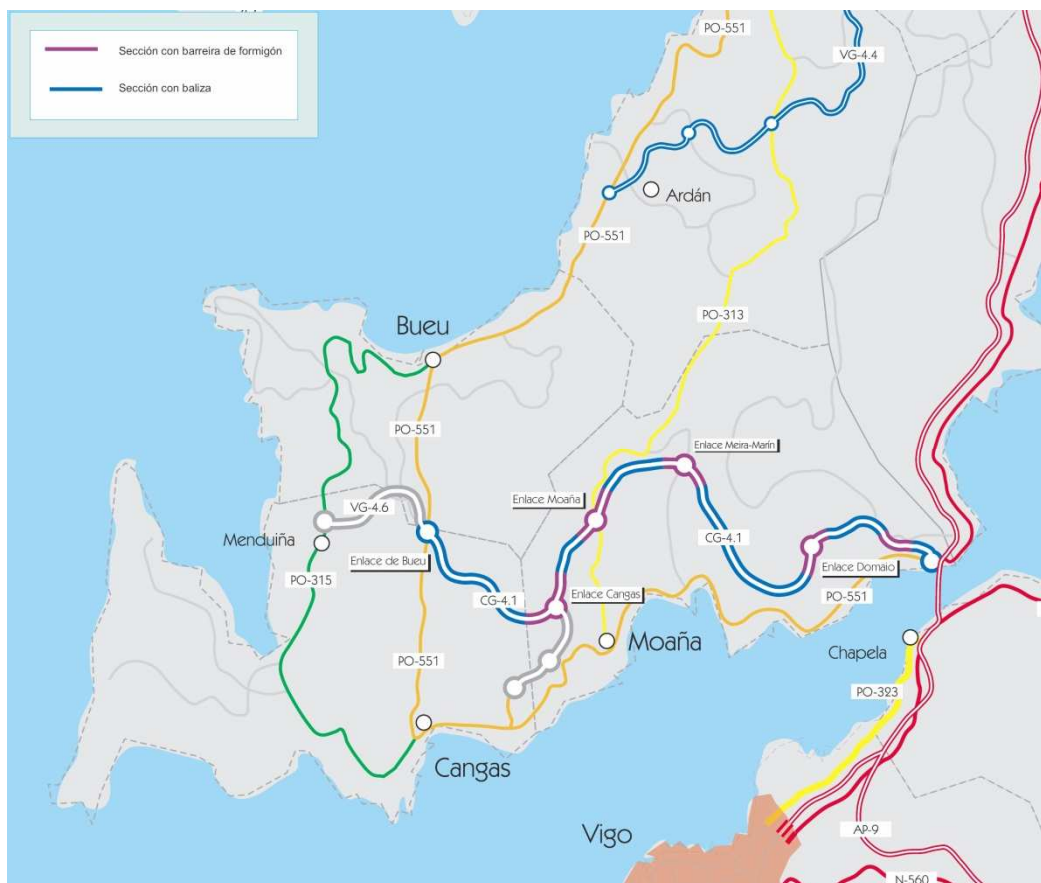 Sección con barreira de formigón
Sección con baliza
PO-551
VG-4.4
Ardán
PO-551
PO-313
Bueu
PO-551
Enlace Meira-Marín
Enlace Moaña
VG-4.6
CG-4.1
Menduiña
Enlace de Bueu
Enlace Domaio
PO-315
CG-4.1
Enlace Cangas
PO-551
Moaña
Chapela
PO-551
PO-323
Cangas
Vigo
AP-9
N-560